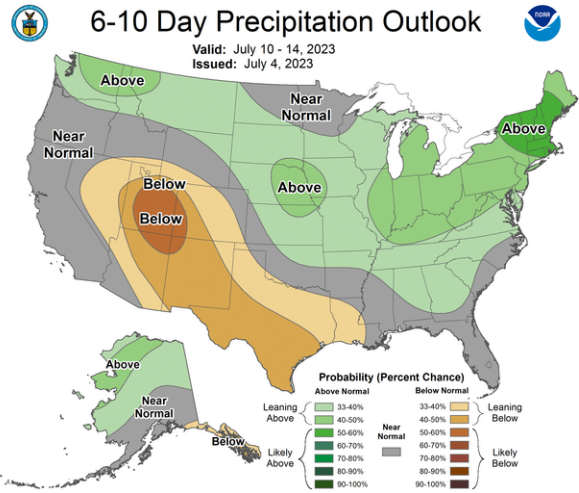 6-10 Day Precipitation Outlook
Valid: July 10 - 14, 2023
Issued: July 4, 2023
NOAA
Above
Near
Normal
Near
Normal
Above
Below
Above
Below
Above
Near
Normal
Below
Probability (Percent Chance)
Above Normal
Below Normal
Leaning
Above
33-40%
40-50%
Likely
Above
50-60%
60-70%
70-80%
80-90%
90-100%
Near
Normal
33-40%
40-50%
Leaning
Below
50-60%
60-70%
70-80%
80-90%
90-100%
Likely
Below